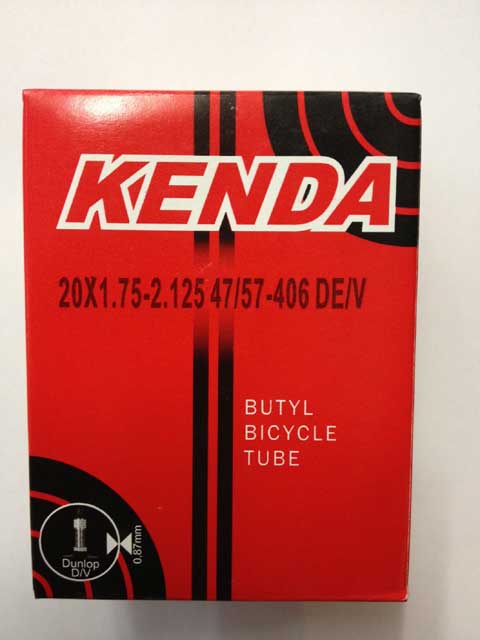 KENDA
20X1.75-2.125 47/57-406 DE/V
BUTYL
BICYCLE
TUBE
Dunlop
D/V
0.87mm